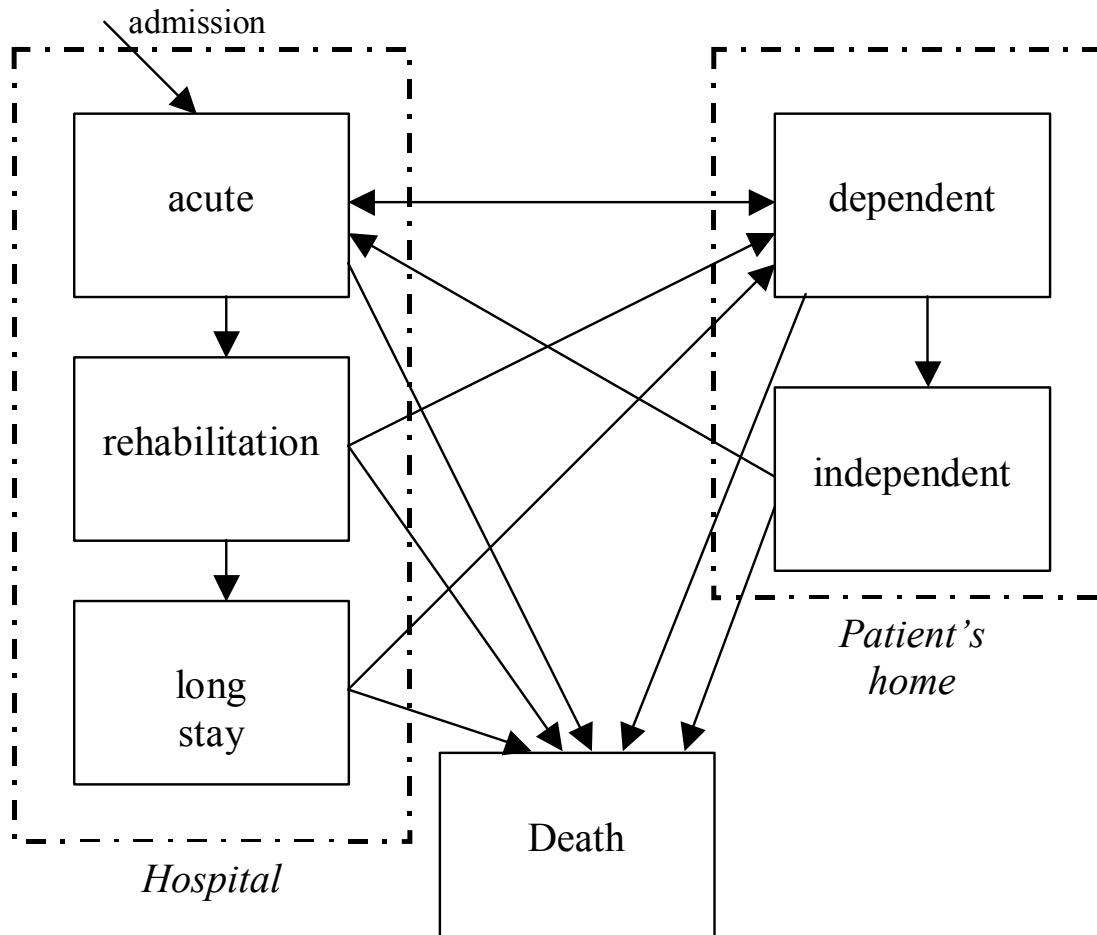 admission
acute
dependent
rehabilitation
independent
long
stay
Patient’s
home
Death
Hospital